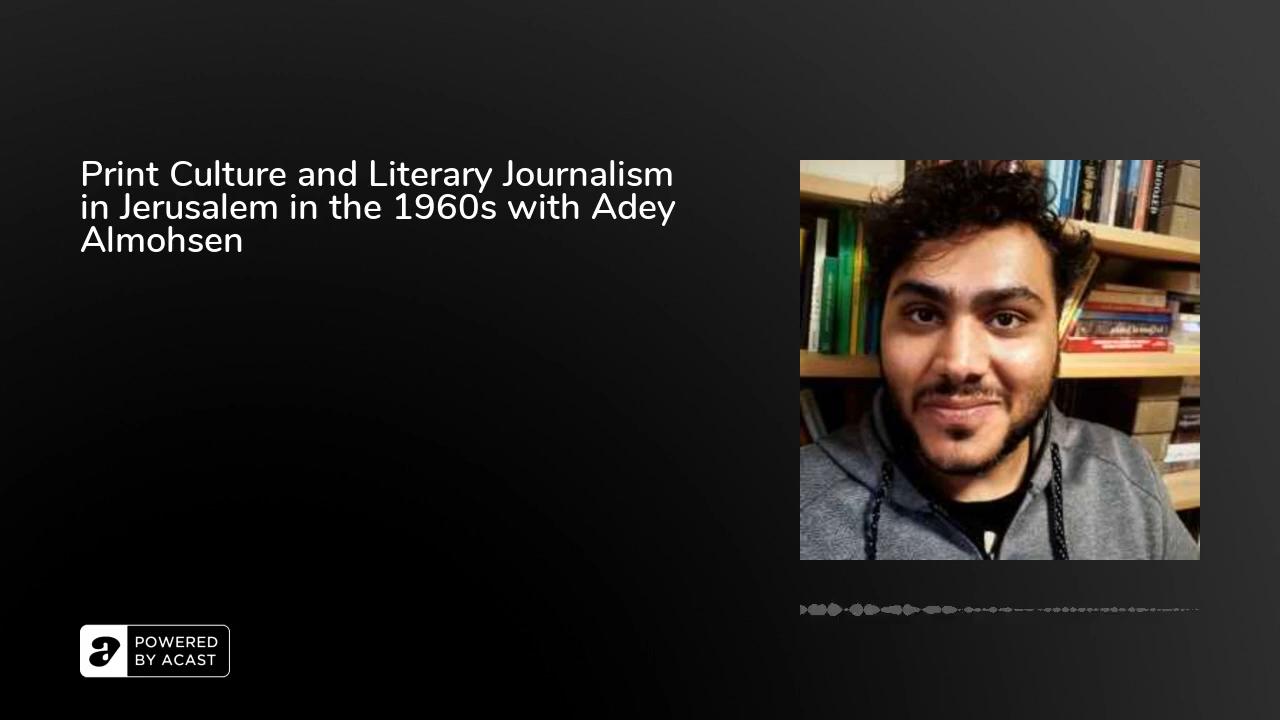 Print Culture and Literary Journalism
in Jerusalem in the 1960s with Adey
Almohsen
POWERED
BY ACAST